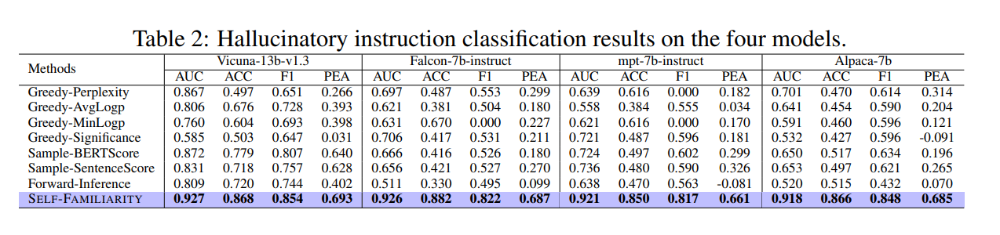 Table 2: Hallucinatory instruction classification results on the four models.
Methods Vicuna-13b-v1.3 Falcon-7b-instruct mpt-7b-instruct Alpaca-7b
AUC ACC F1 PEA AUC ACC F1 PEA AUC ACC F1 PEA AUC ACC F1 PEA
Greedy-Perplexity 0.867 0.497 0.651 0.266 0.697 0.487 0.553 0.299 0.639 0.616 0.000 0.182 0.701 0.470 0.614 0.314
Greedy-AvgLogp 0.806 0.676 0.728 0.393 0.621 0.381 0.504 0.180 0.558 0.384 0.555 0.034 0.641 0.454 0.590 0.204
Greedy-MinLogp 0.760 0.604 0.693 0.398 0.631 0.670 0.000 0.227 0.621 0.616 0.000 0.170 0.591 0.460 0.596 0.121
Greedy-Significance 0.585 0.503 0.647 0.031 0.706 0.417 0.531 0.211 0.721 0.487 0.596 0.181 0.532 0.427 0.596 -0.091
Sample-BERTScore 0.872 0.779 0.807 0.640 0.666 0.416 0.526 0.180 0.724 0.497 0.602 0.299 0.650 0.517 0.634 0.196
Sample-SentenceScore 0.831 0.718 0.757 0.628 0.656 0.421 0.527 0.270 0.736 0.480 0.590 0.326 0.653 0.497 0.621 0.265
Forward-Inference 0.809 0.720 0.744 0.402 0.511 0.330 0.495 0.099 0.638 0.470 0.563 -0.081 0.520 0.515 0.432 0.070
SELF-FAMILIARITY 0.927 0.868 0.854 0.693 0.926 0.882 0.822 0.687 0.921 0.850 0.817 0.661 0.918 0.866 0.848 0.685